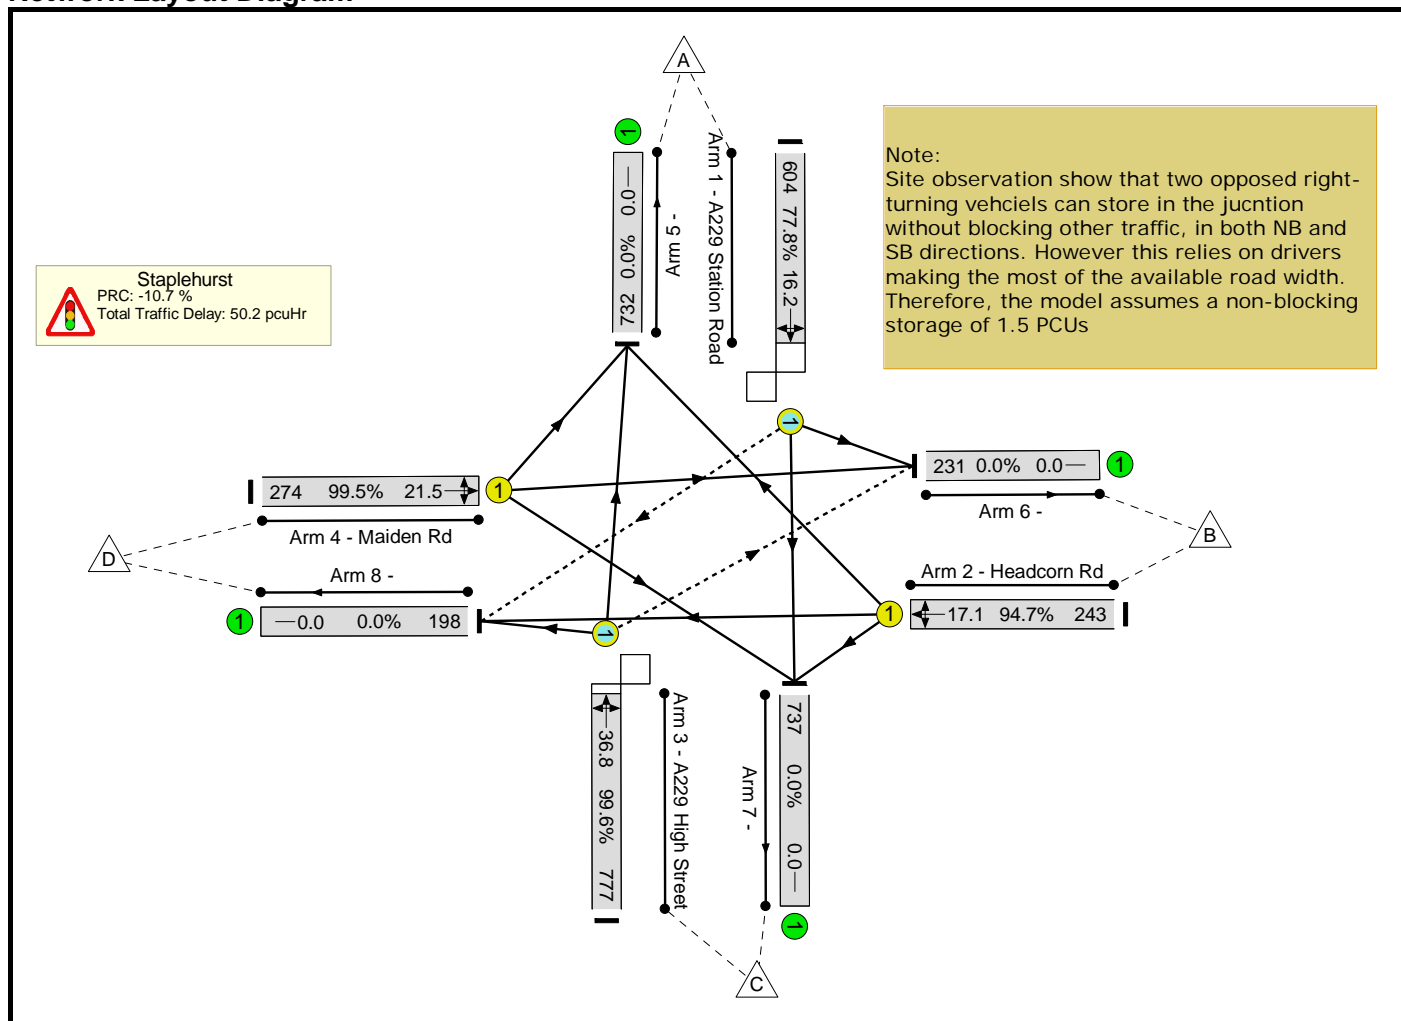 Network Layout Diagram
A
Arm 5 -
Arm 1 - A229 Station Road
1
732 0.0% 0.0
604 77.8% 16.2
Note:
Site observation show that two opposed right-
turning vehciels can store in the jucntion
without blocking other traffic, in both NB and
SB directions. However this relies on drivers
making the most of the available road width.
Therefore, the model assumes a non-blocking
storage of 1.5 PCUs
Staplehurst
PRC: -10.7 %
Total Traffic Delay: 50.2 pcuHr
1
231 0.0% 0.0
1
Arm 6 -
B
274 99.5% 21.5
1
Arm 4 - Maiden Rd
D
Arm 8 -
1
0.0 0.0% 198
1
Arm 2 - Headcorn Rd
1
17.1 94.7% 243
36.8 99.6% 777
Arm 3 - A229 High Street
Arm 7 -
737 0.0% 0.0
1
C